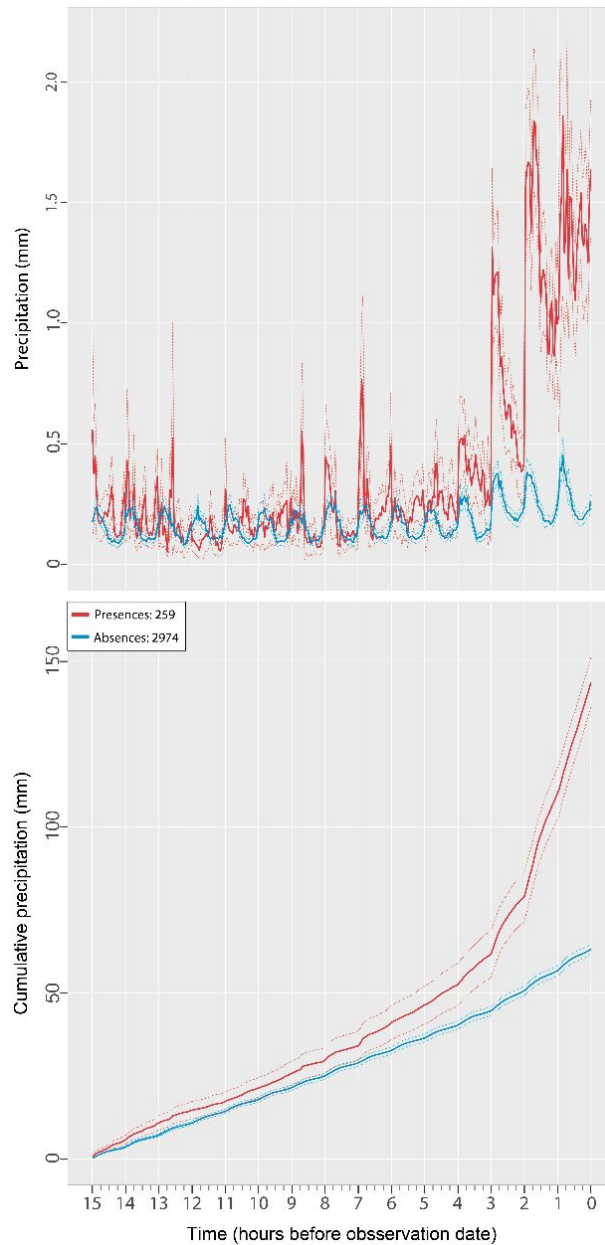 2.0
1.5
1.0
0.5
0
Precipitation (mm)
Presences: 259
Absences: 2974
150
100
50
0
Cumulative precipitation (mm)
15 14 13 12 11 10 9 8 7 6 5 4 3 2 1 0
Time (hours before obsservation date)